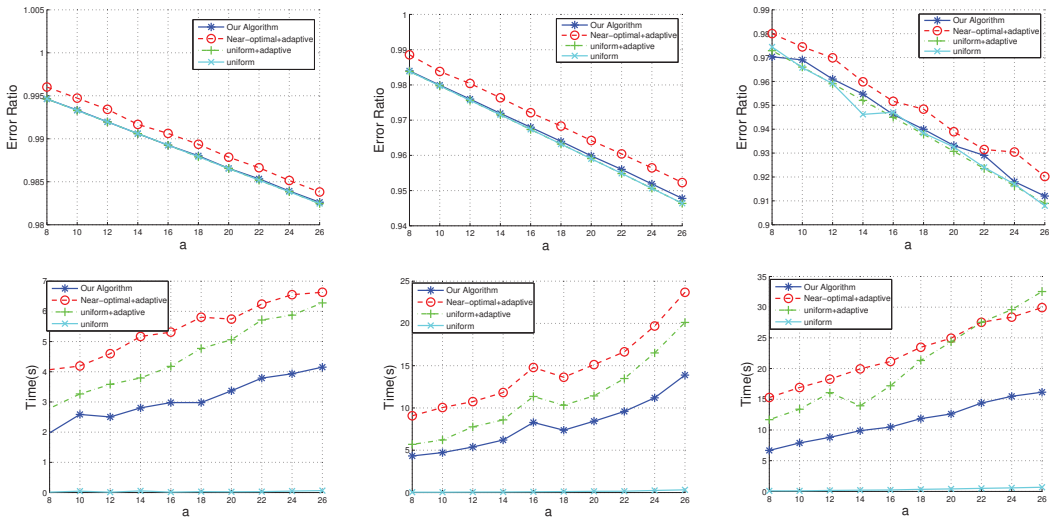 1.005
1
0.995
0.99
0.985
0.98
Error Ratio
8 10 12 14 16 18 20 22 24 26
a
Our Algorithm
Near−optimal+adaptive
uniform+adaptive
uniform
1
0.99
0.98
0.97
0.96
0.95
0.94
Error Ratio
8 10 12 14 16 18 20 22 24 26
a
Our Algorithm
Near−optimal+adaptive
uniform+adaptive
uniform
0.99
0.98
0.97
0.96
0.95
0.94
0.93
0.92
0.91
0.9
Error Ratio
8 10 12 14 16 18 20 22 24 26
a
Our Algorithm
Near−optimal+adaptive
uniform+adaptive
uniform
7
6
5
4
3
2
1
0
Time(s)
8 10 12 14 16 18 20 22 24 26
a
Our Algorithm
Near−optimal+adaptive
uniform+adaptive
uniform
25
20
15
10
5
0
Time(s)
8 10 12 14 16 18 20 22 24 26
a
Our Algorithm
Near−optimal+adaptive
uniform+adaptive
uniform
35
30
25
20
15
10
5
0
Time(s)
8 10 12 14 16 18 20 22 24 26
a
Our Algorithm
Near−optimal+adaptive
uniform+adaptive
uniform